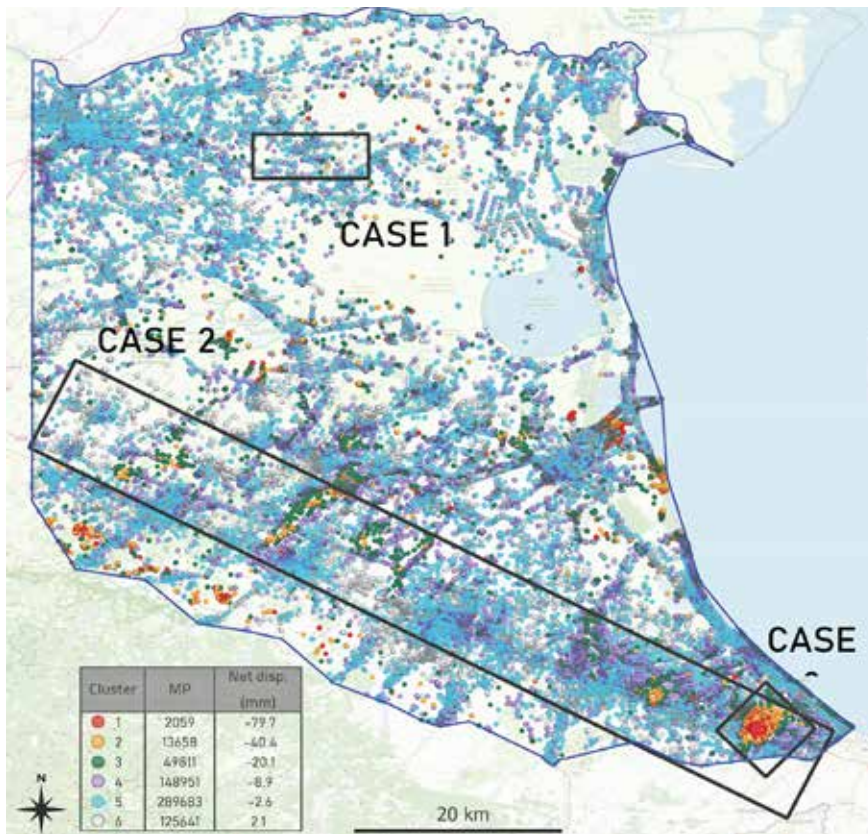 CASE 1
CASE 2
CASE
Cluster MP Net disp. (mm)
1 2059 -79.7
2 13658 -40.4
3 49811 -20.1
4 148951 -8.9
5 289683 -2.6
6 125641 2.1
N
20 km